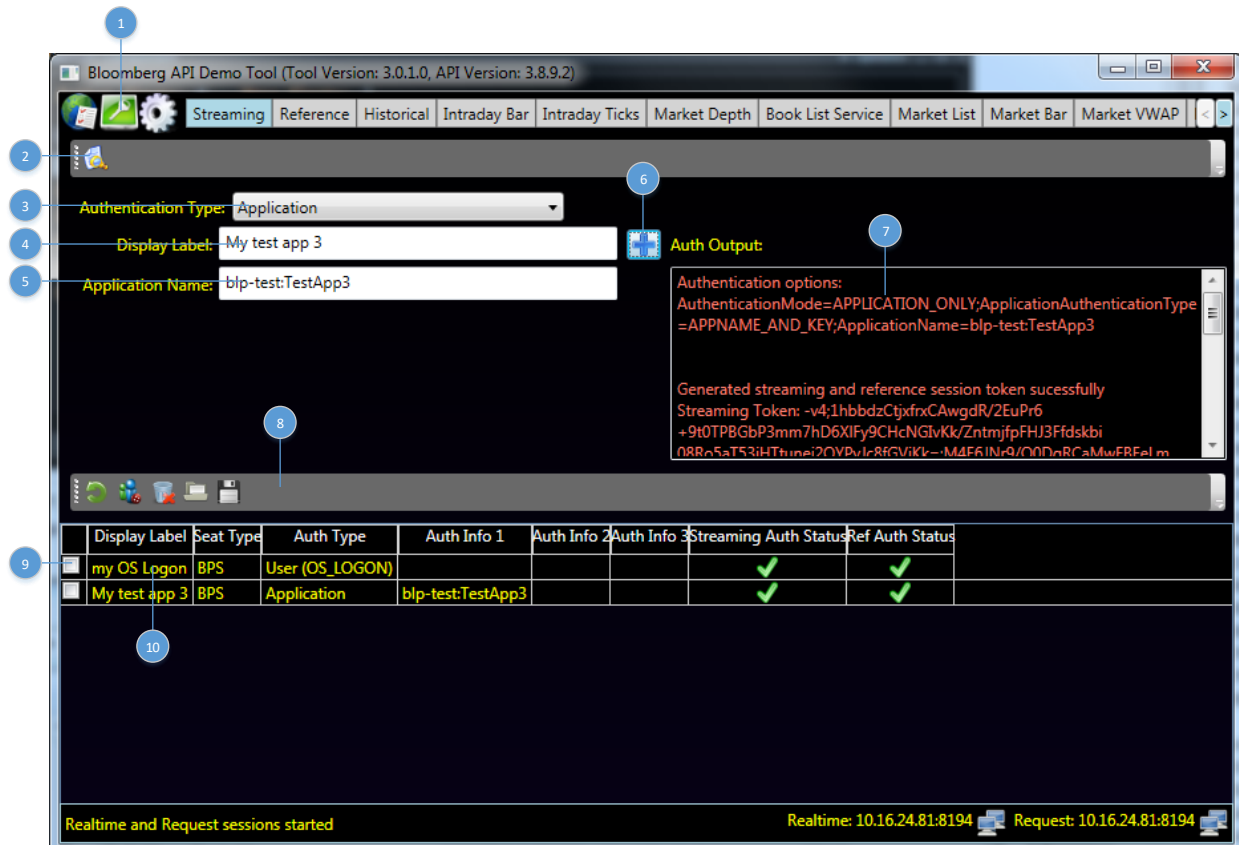 1
Bloomberg API Demo Tool (Tool Version: 3.0.1.0, API Version: 3.8.9.2)
Streaming Reference Historical Intraday Bar Intraday Ticks Market Depth Book List Service Market List Market Bar Market VWAP < >
2
6
3 Authentication Type: Application
7
4 Display Label: My test app 3 Auth Output:
5 Application Name: blp-test:TestApp3
Authentication options:
AuthenticationMode=APPLICATION_ONLY;ApplicationAuthenticationType
=APPNAME_AND_KEY;ApplicationName=blp-test:TestApp3
Generated streaming and reference session token sucessfully
Streaming Token: -v4;1hbbdzCtjxfrxCAwgdR/2EuPr6
+9t0TPBGbP3mm7hD6XlFy9CHcNGIvKk/ZntmjfpFHJ3Ffdskbi
8
Display Label Seat Type Auth Type Auth Info 1 Auth Info 2 Auth Info 3 Streaming Auth Status Ref Auth Status
9 my OS Logon BPS User (OS_LOGON)
My test app 3 BPS Application blp-test:TestApp3
10
Realtime and Request sessions started Realtime: 10.16.24.81:8194 Request: 10.16.24.81:8194